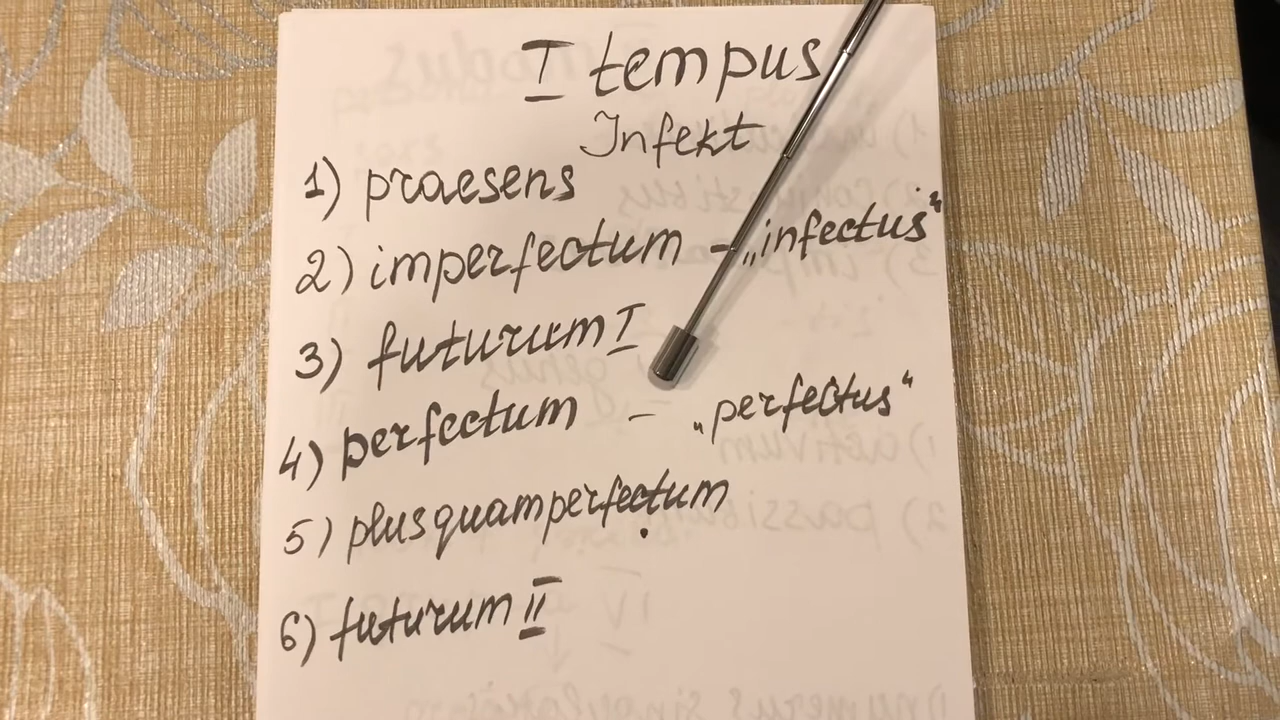 I tempus
Infekt
1) praesens
2) imperfectum - „infectus“
3) futurum I
4) perfectum - „perfectus“
5) plusquamperfectum
6) futurum II